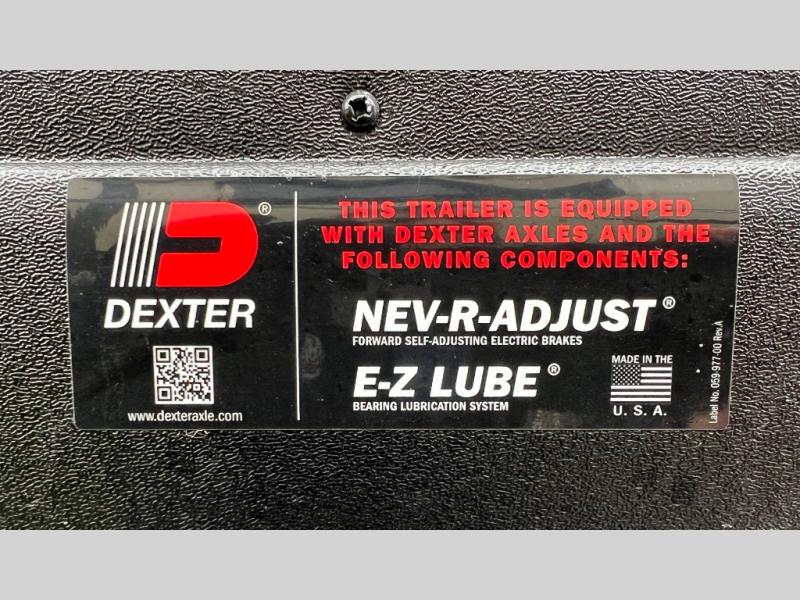 DEXTER
www.dexteraxle.com
THIS TRAILER IS EQUIPPED
WITH DEXTER AXLES AND THE
FOLLOWING COMPONENTS:
NEV-R-ADJUST®
FORWARD SELF-ADJUSTING ELECTRIC BRAKES
E-Z LUBE®
BEARING LUBRICATION SYSTEM
MADE IN THE
U. S. A.
Label No. 059-977-00 Rev.A